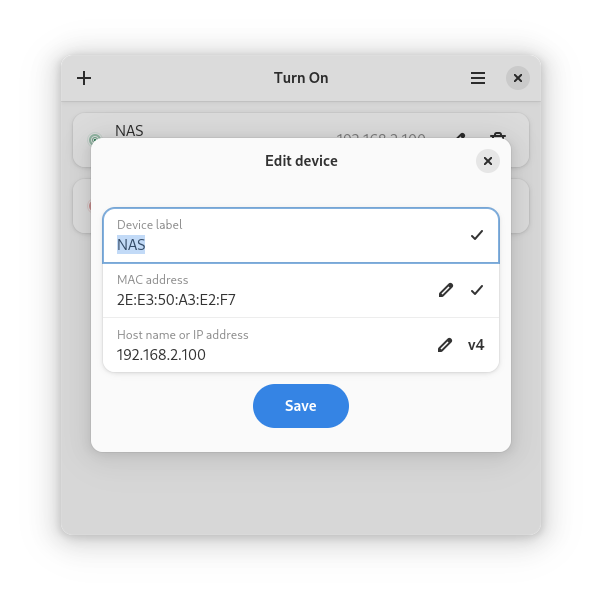 Turn On
NAS
192.168.2.100
Edit device
Device label
NAS
MAC address
2E:E3:50:A3:E2:F7
Host name or IP address
192.168.2.100
v4
Save